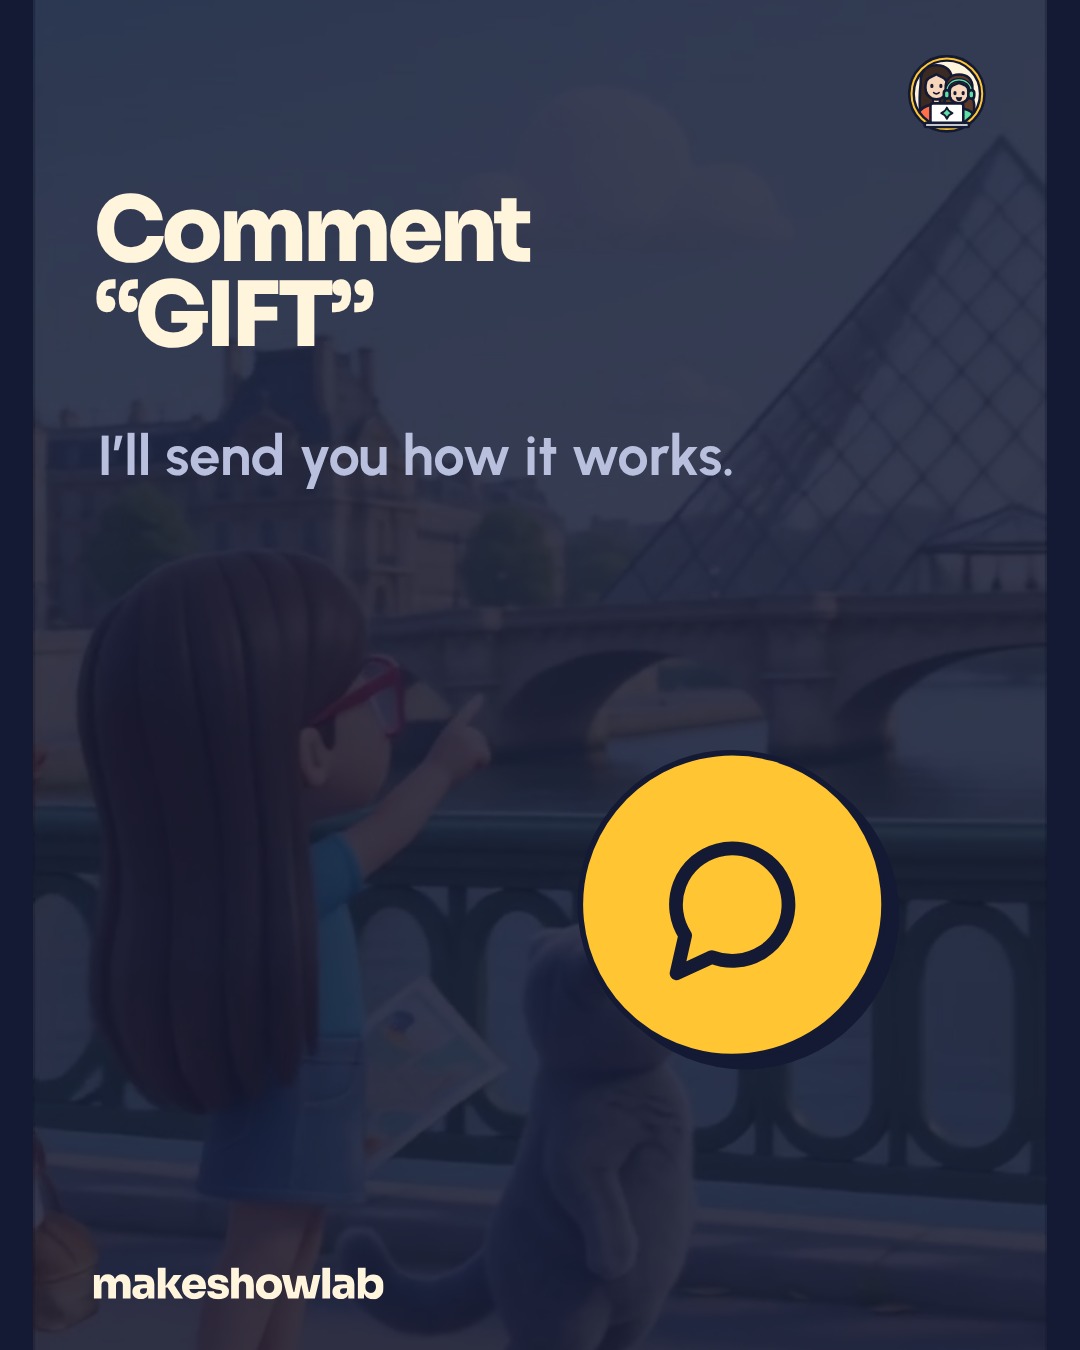 Comment
“GIFT”
I’ll send you how it works.
makeshowlab